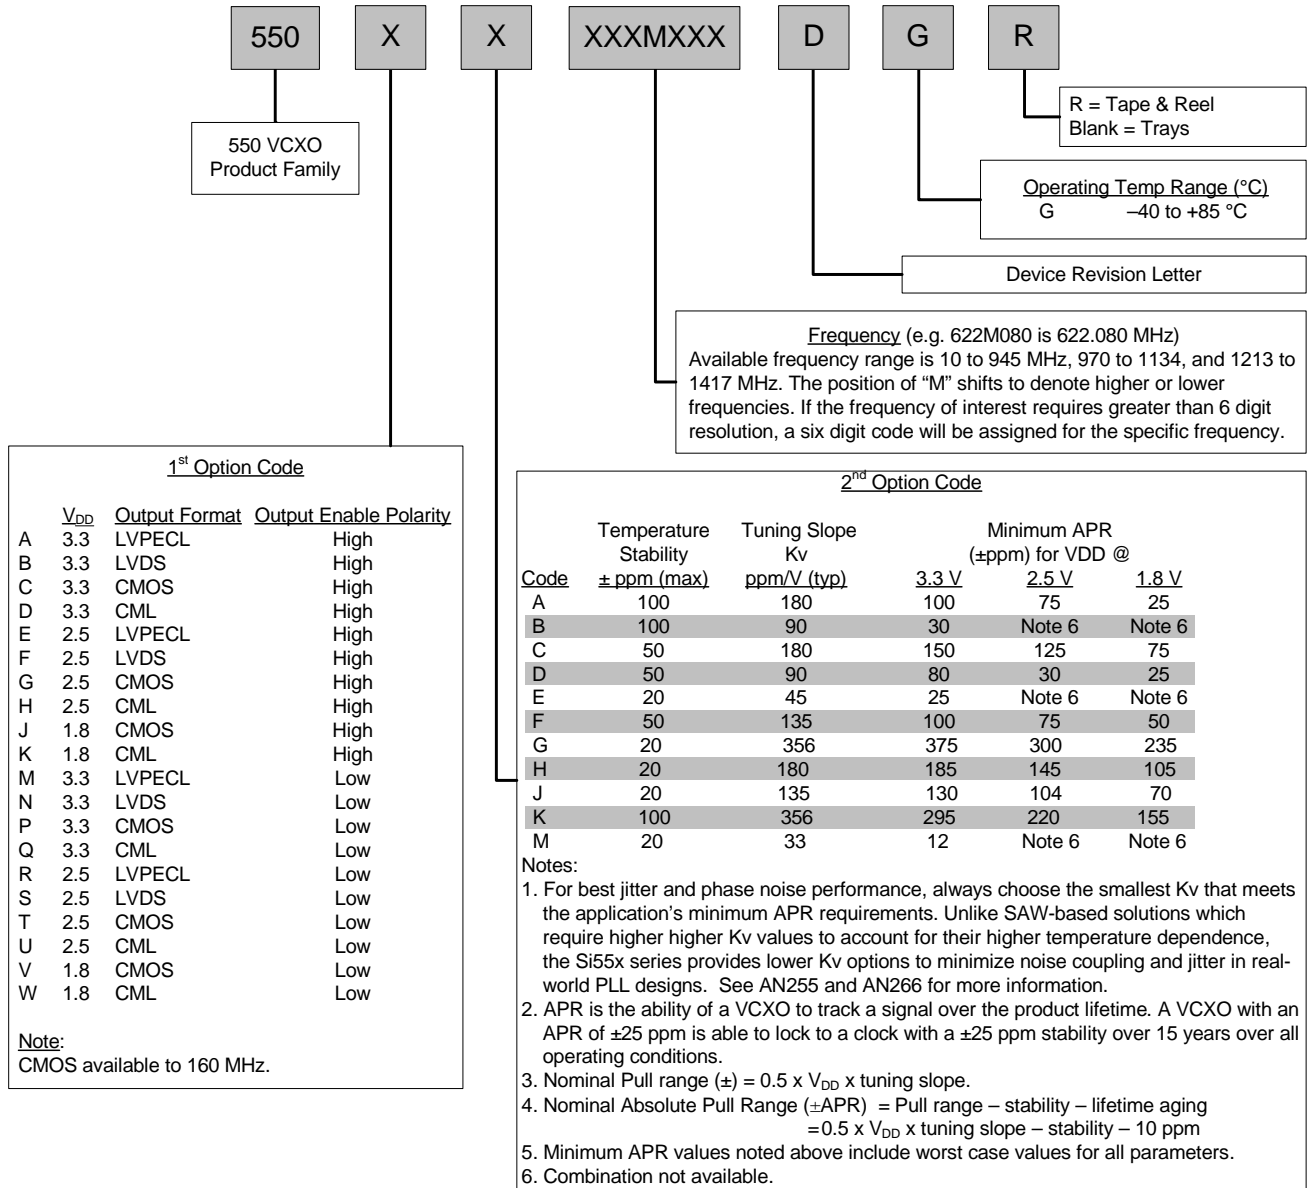 550 X X XXXMXXX D G R
R = Tape & Reel
Blank = Trays
550 VCXO
Product Family
Operating Temp Range (°C)
G –40 to +85 °C
Device Revision Letter
Frequency (e.g. 622M080 is 622.080 MHz)
Available frequency range is 10 to 945 MHz, 970 to 1134, and 1213 to
1417 MHz. The position of “M” shifts to denote higher or lower
frequencies. If the frequency of interest requires greater than 6 digit
resolution, a six digit code will be assigned for the specific frequency.
1st Option Code
VDD Output Format Output Enable Polarity
A 3.3 LVPECL High
B 3.3 LVDS High
C 3.3 CMOS High
D 3.3 CML High
E 2.5 LVPECL High
F 2.5 LVDS High
G 2.5 CMOS High
H 2.5 CML High
J 1.8 CMOS High
K 1.8 CML High
M 3.3 LVPECL Low
N 3.3 LVDS Low
P 3.3 CMOS Low
Q 3.3 CML Low
R 2.5 LVPECL Low
S 2.5 LVDS Low
T 2.5 CMOS Low
U 2.5 CML Low
V 1.8 CMOS Low
W 1.8 CML Low
Note:
CMOS available to 160 MHz.
2nd Option Code
Temperature Tuning Slope Minimum APR
Stability Kv (±ppm) for VDD @
Code ± ppm (max) ppm/V (typ) 3.3 V 2.5 V 1.8 V
A 100 180 100 75 25
B 100 90 30 Note 6 Note 6
C 50 180 150 125 75
D 50 90 80 30 25
E 20 45 25 Note 6 Note 6
F 50 135 100 75 50
G 20 356 375 300 235
H 20 180 185 145 105
J 20 135 130 104 70
K 100 356 295 220 155
M 20 33 12 Note 6 Note 6
Notes:
1. For best jitter and phase noise performance, always choose the smallest Kv that meets
the application’s minimum APR requirements. Unlike SAW-based solutions which
require higher higher Kv values to account for their higher temperature dependence,
the Si55x series provides lower Kv options to minimize noise coupling and jitter in real-
world PLL designs. See AN255 and AN266 for more information.
2. APR is the ability of a VCXO to track a signal over the product lifetime. A VCXO with an
APR of ±25 ppm is able to lock to a clock with a ±25 ppm stability over 15 years over all
operating conditions.
3. Nominal Pull range (±) = 0.5 x VDD x tuning slope.
4. Nominal Absolute Pull Range (±APR) = Pull range – stability – lifetime aging
= 0.5 x VDD x tuning slope – stability – 10 ppm
5. Minimum APR values noted above include worst case values for all parameters.
6. Combination not available.